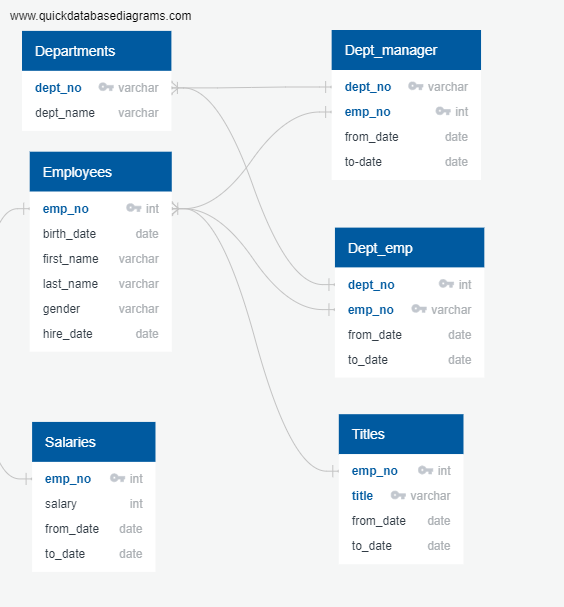 www.quickdatabasediagrams.com
Departments
dept_no varchar
dept_name varchar
Employees
emp_no int
birth_date date
first_name varchar
last_name varchar
gender varchar
hire_date date
Salaries
emp_no int
salary int
from_date date
to_date date
Dept_manager
dept_no varchar
emp_no int
from_date date
to-date date
Dept_emp
dept_no int
emp_no varchar
from_date date
to_date date
Titles
emp_no int
title varchar
from_date date
to_date date